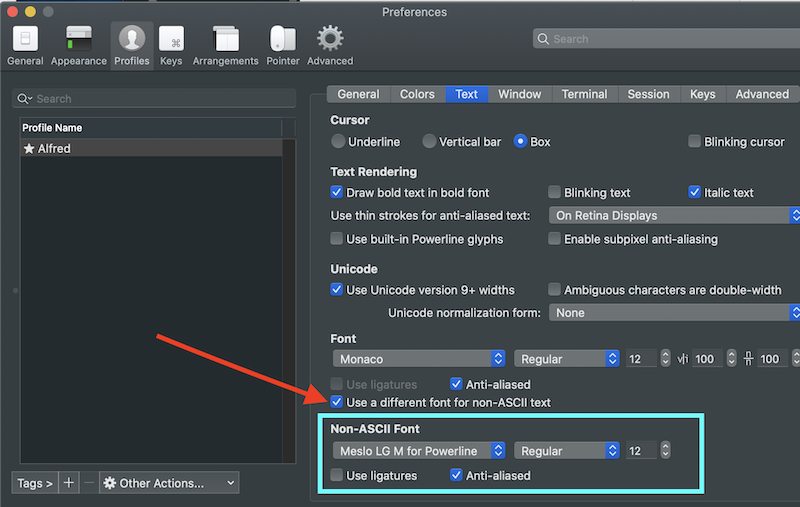 Preferences
General Appearance Profiles Keys Arrangements Pointer Advanced
Search
Search
Profile Name
Alfred
Tags > + − Other Actions...
General Colors Text Window Terminal Session Keys Advanced
Cursor
Underline Vertical bar Box Blinking cursor
Text Rendering
Draw bold text in bold font Blinking text Italic text
Use thin strokes for anti-aliased text: On Retina Displays
Use built-in Powerline glyphs Enable subpixel anti-aliasing
Unicode
Use Unicode version 9+ widths Ambiguous characters are double-width
Unicode normalization form: None
Font
Monaco Regular 12 100 100
Use ligatures Anti-aliased
Use a different font for non-ASCII text
Non-ASCII Font
Meslo LG M for Powerline Regular 12
Use ligatures Anti-aliased